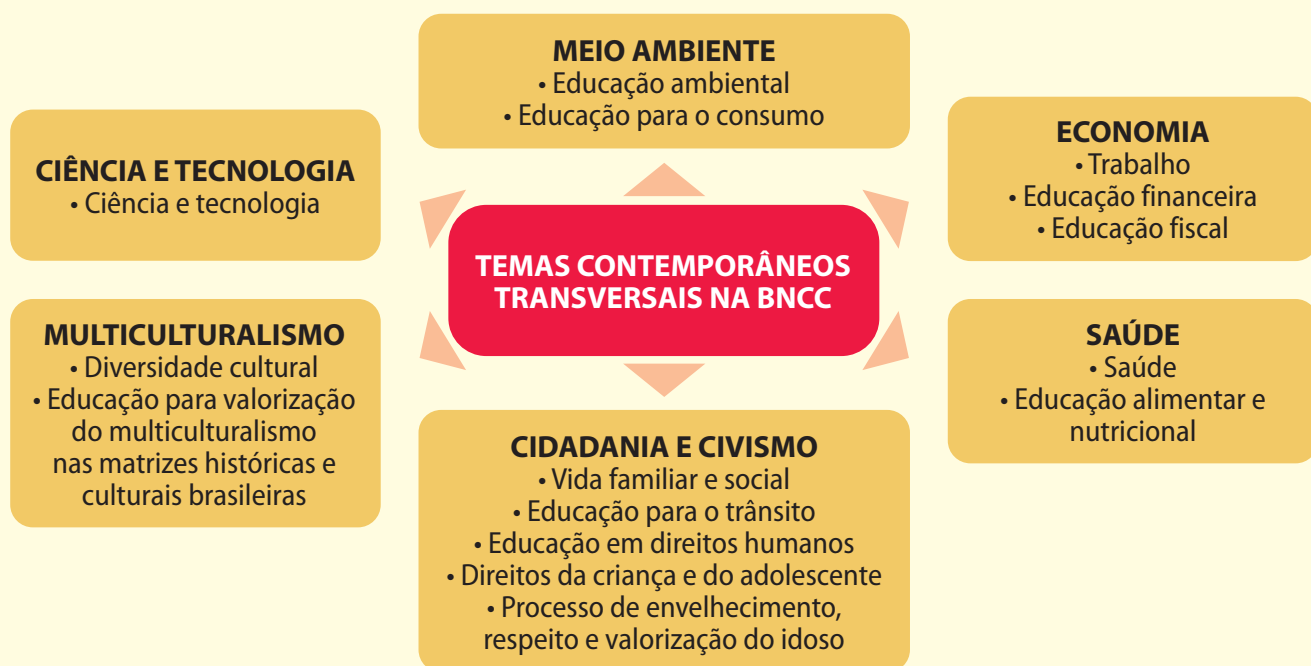 MEIO AMBIENTE
• Educação ambiental
• Educação para o consumo
CIÊNCIA E TECNOLOGIA
• Ciência e tecnologia
ECONOMIA
• Trabalho
• Educação financeira
• Educação fiscal
TEMAS CONTEMPORÂNEOS
TRANSVERSAIS NA BNCC
MULTICULTURALISMO
• Diversidade cultural
• Educação para valorização
do multiculturalismo
nas matrizes históricas e
culturais brasileiras
SAÚDE
• Saúde
• Educação alimentar e
nutricional
CIDADANIA E CIVISMO
• Vida familiar e social
• Educação para o trânsito
• Educação em direitos humanos
• Direitos da criança e do adolescente
• Processo de envelhecimento,
respeito e valorização do idoso